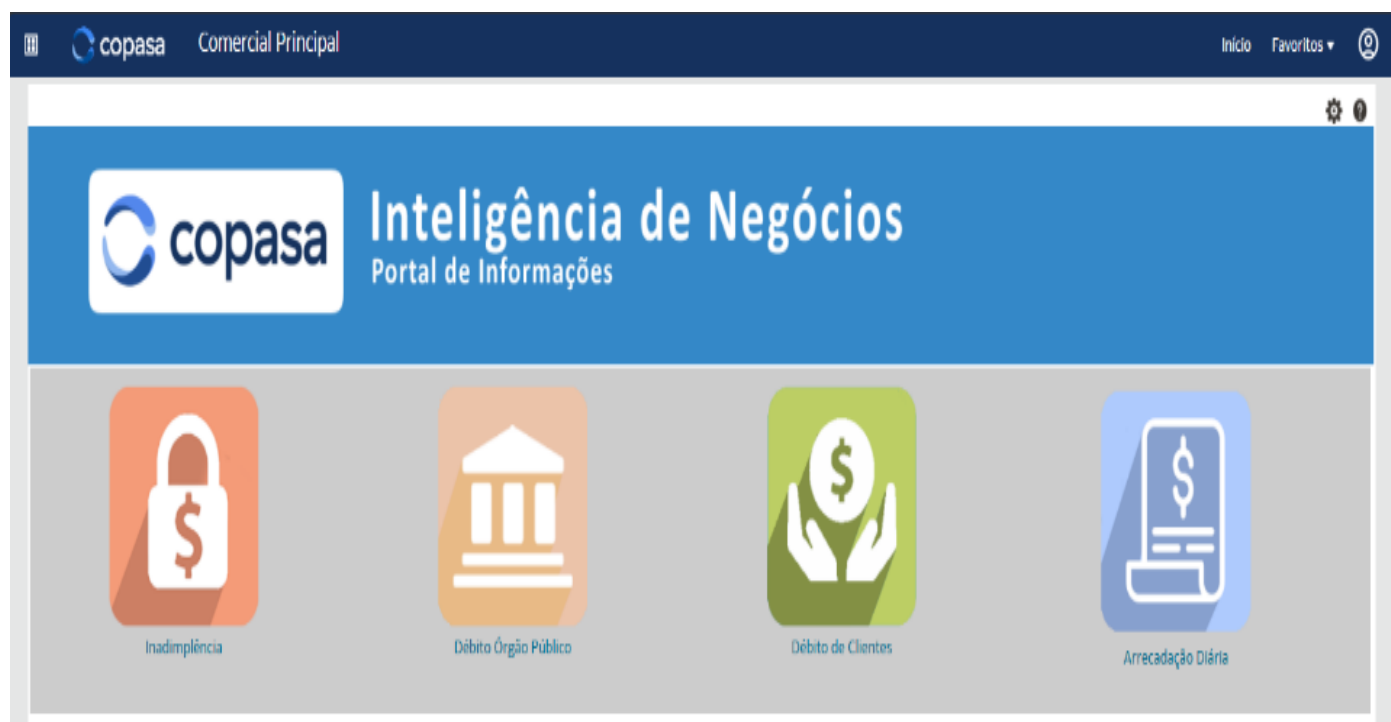 copasa Comercial Principal Início Favoritos
copasa
Inteligência de Negócios
Portal de Informações
$ $ $
Inadimplência Débito Órgão Público Débito de Clientes Arrecadação Diária